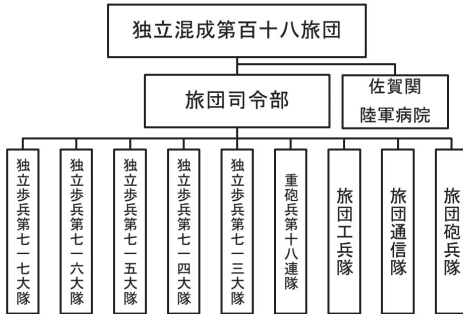 独立混成第百十八旅団
旅団司令部
佐賀関
陸軍病院
旅団砲兵隊
旅団通信隊
旅団工兵隊
重砲兵第十八連隊
独立歩兵第七一三大隊
独立歩兵第七一四大隊
独立歩兵第七一五大隊
独立歩兵第七一六大隊
独立歩兵第七一七大隊